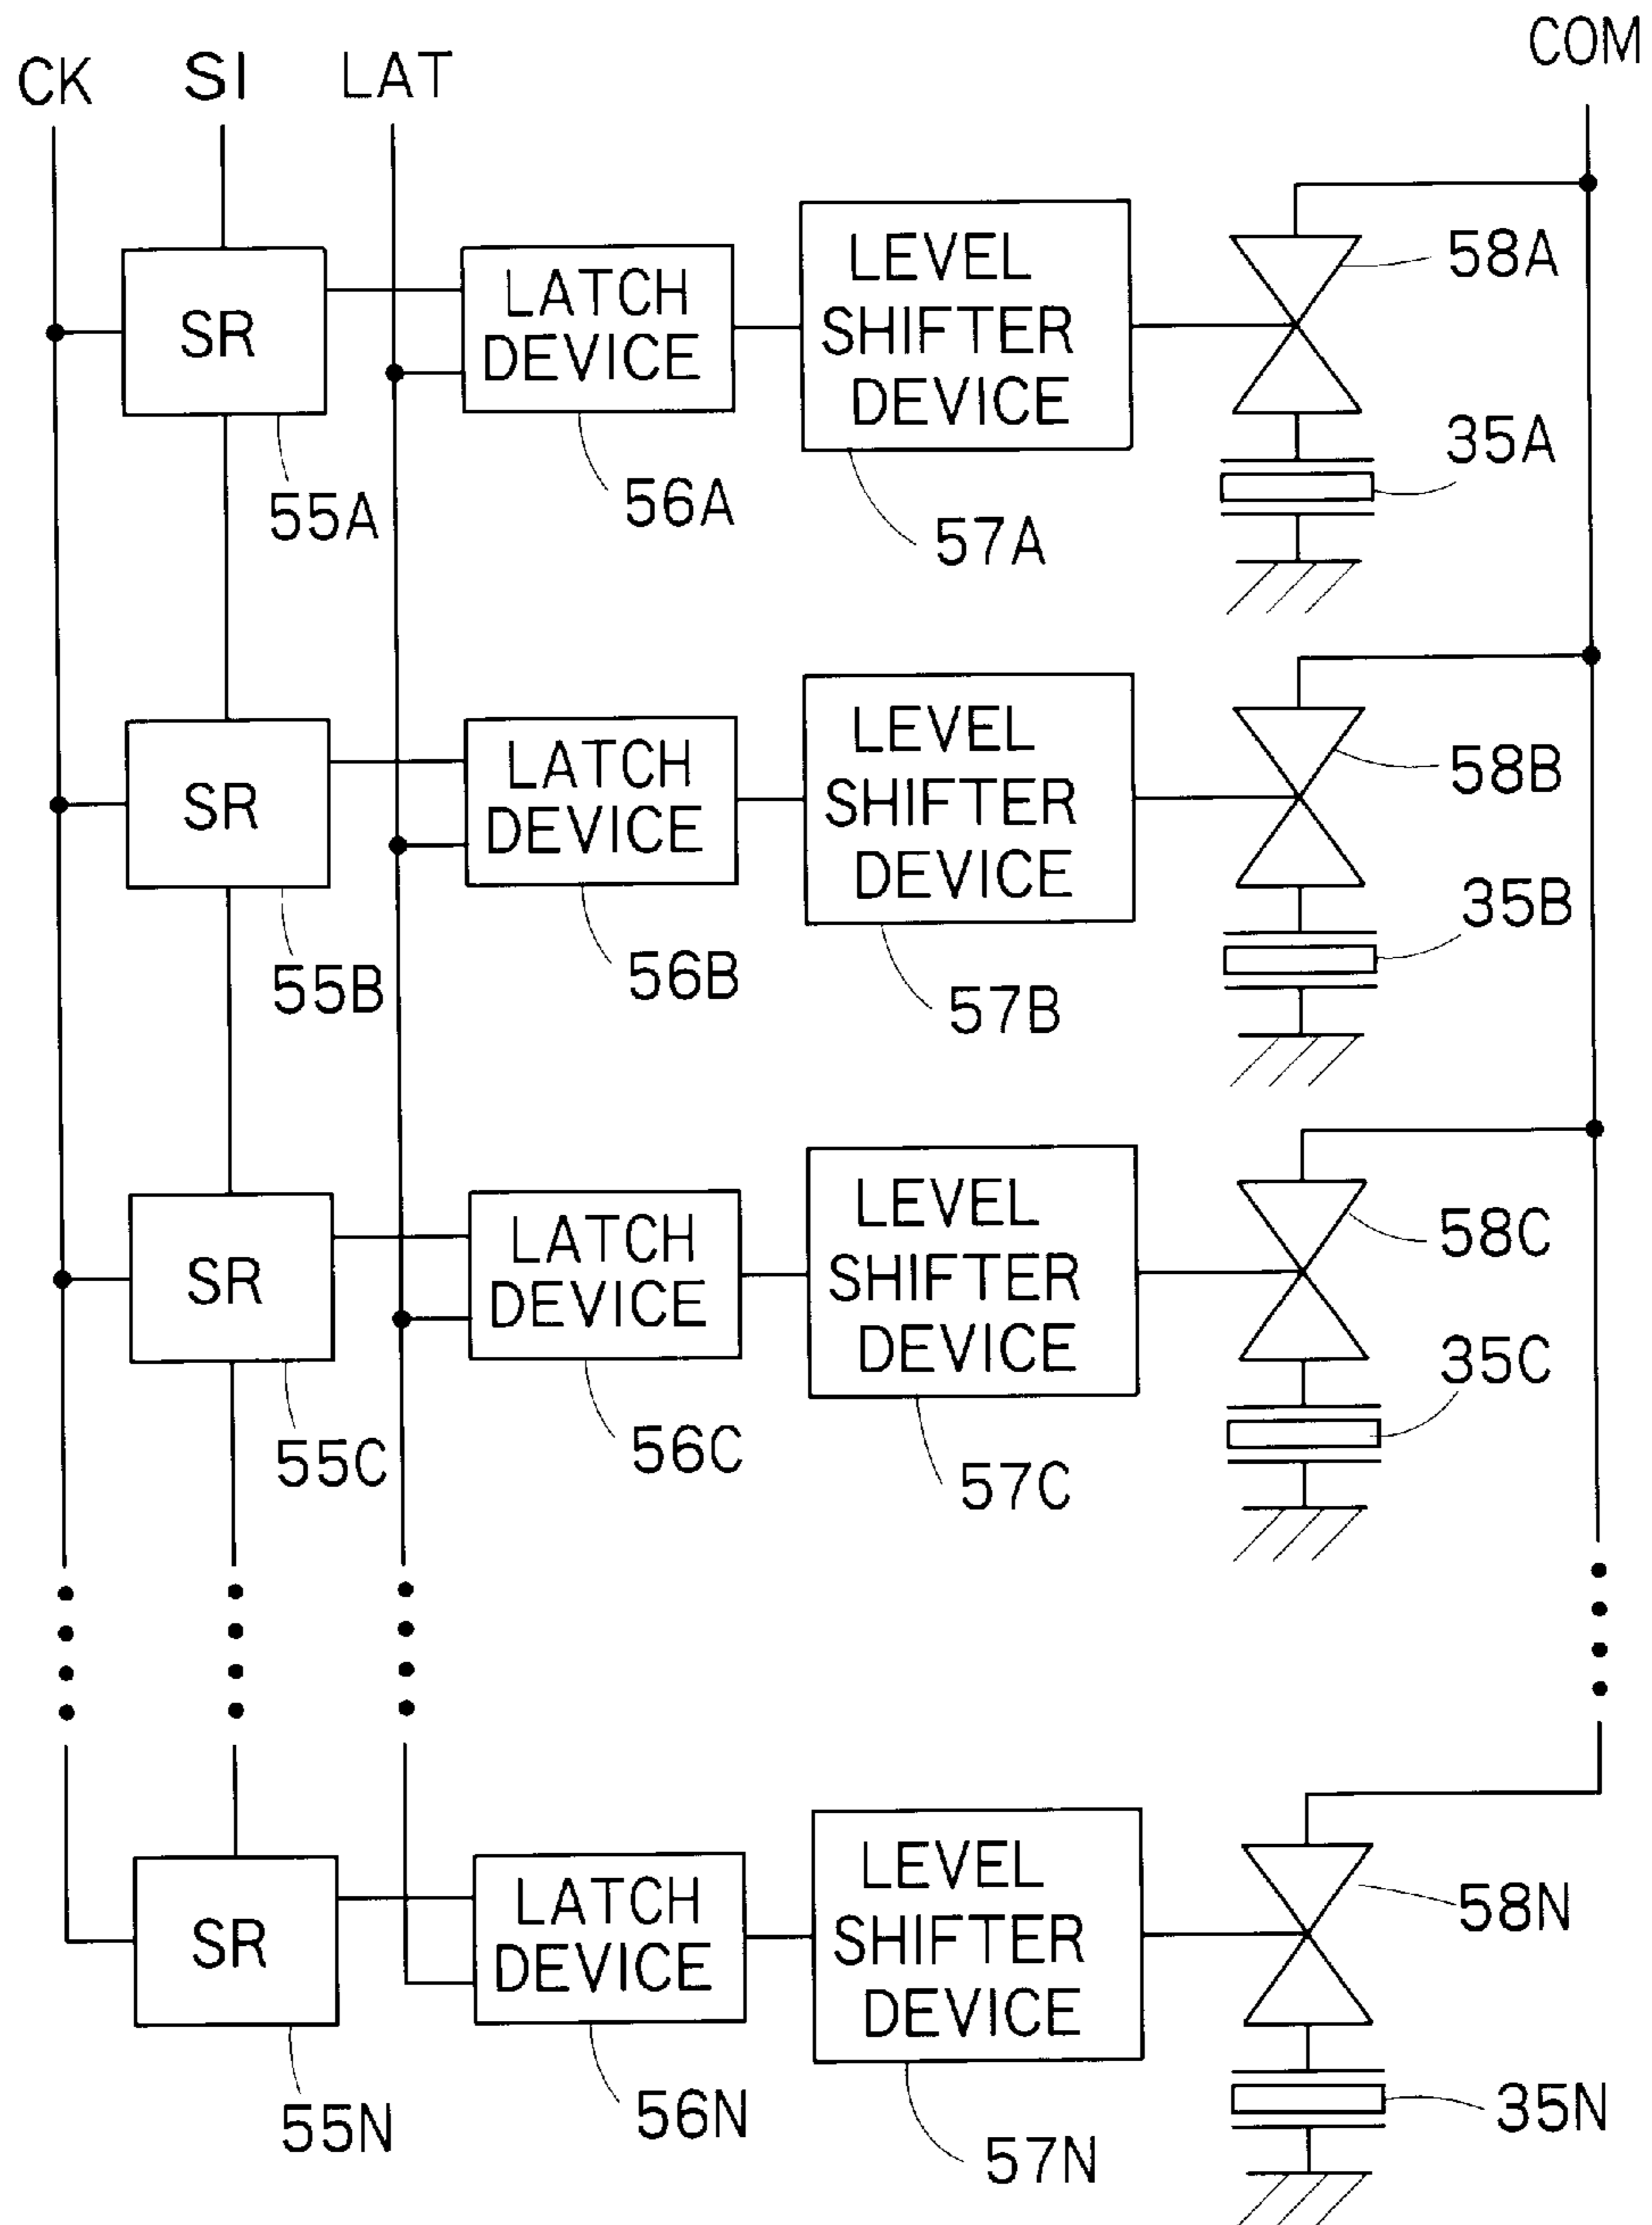 CK SI LAT COM
SR
LATCH
DEVICE
LEVEL
SHIFTER
DEVICE
58A
35A
55A
56A
57A
SR
LATCH
DEVICE
LEVEL
SHIFTER
DEVICE
58B
35B
55B
56B
57B
SR
LATCH
DEVICE
LEVEL
SHIFTER
DEVICE
58C
35C
55C
56C
57C
SR
LATCH
DEVICE
LEVEL
SHIFTER
DEVICE
58N
35N
55N
56N
57N